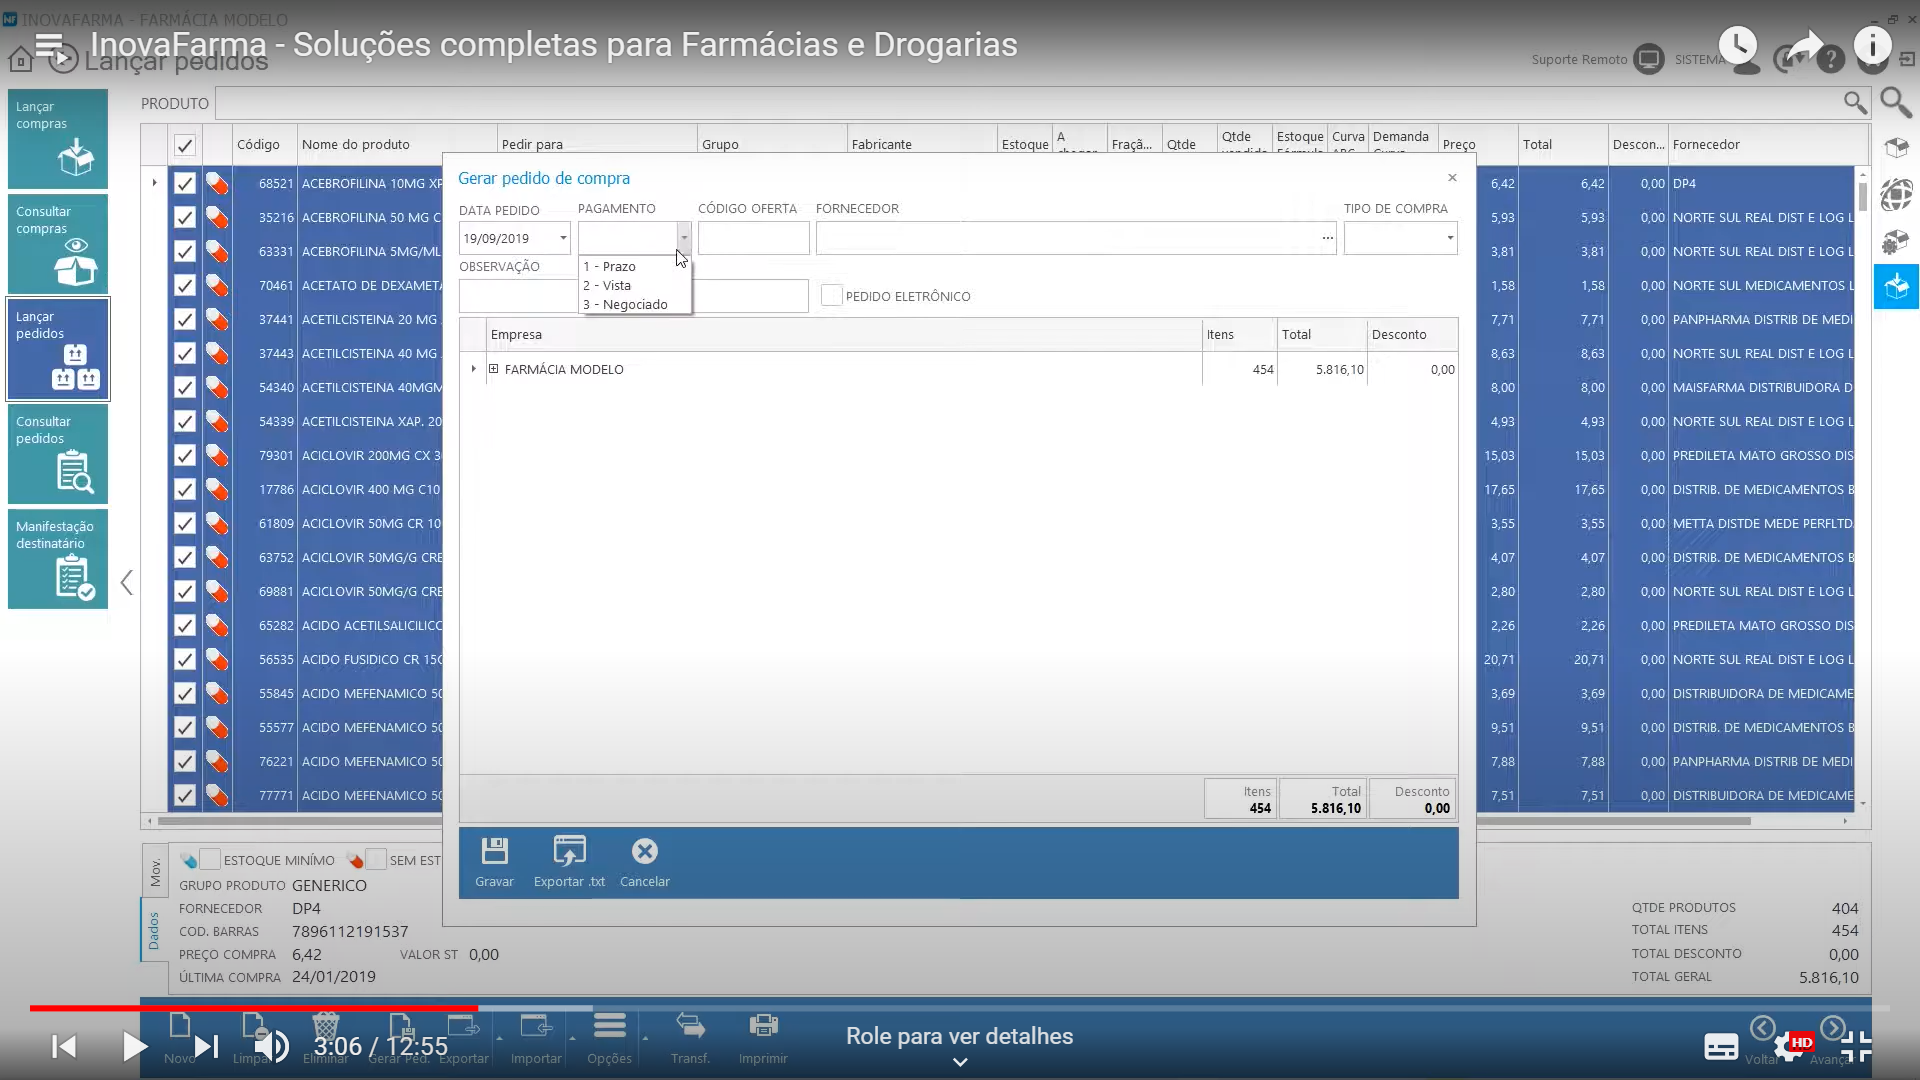 INOVAFARMA - FARMÁCIA MODELO
InovaFarma - Soluções completas para Farmácias e Drogarias
Lançar pedidos
Suporte Remoto
SISTEMA
Lançar compras
Consultar compras
Lançar pedidos
Consultar pedidos
Manifestação destinatário
PRODUTO
Código Nome do produto Pedir para Grupo Fabricante Estoque A Fraçã... Qtde Qtde Estoque Curva Demanda Preço Total Descon... Fornecedor
68521 ACEBROFILINA 10MG XP 6,42 6,42 0,00 DP4
35216 ACEBROFILINA 50 MG C 5,93 5,93 0,00 NORTE SUL REAL DIST E LOG L
63331 ACEBROFILINA 5MG/ML 3,81 3,81 0,00 NORTE SUL REAL DIST E LOG L
70461 ACETATO DE DEXAMETA 1,58 1,58 0,00 NORTE SUL MEDICAMENTOS L
37441 ACETILCISTEINA 20 MG 7,71 7,71 0,00 PANPHARMA DISTRIB DE MEDI
37443 ACETILCISTEINA 40 MG 8,63 8,63 0,00 NORTE SUL REAL DIST E LOG L
54340 ACETILCISTEINA 40MGM 8,00 8,00 0,00 MAISFARMA DISTRIBUIDORA D
54339 ACETILCISTEINA XAP. 20 4,93 4,93 0,00 NORTE SUL REAL DIST E LOG L
79301 ACICLOVIR 200MG CX 3 15,03 15,03 0,00 PREDILETA MATO GROSSO DIS
17786 ACICLOVIR 400 MG C10 17,65 17,65 0,00 DISTRIB. DE MEDICAMENTOS B
61809 ACICLOVIR 50MG CR 10 3,55 3,55 0,00 METTA DISTDE MEDE PERFLTD
63752 ACICLOVIR 50MG/G CRE 4,07 4,07 0,00 DISTRIB. DE MEDICAMENTOS B
69881 ACICLOVIR 50MG/G CRE 2,80 2,80 0,00 NORTE SUL REAL DIST E LOG L
65282 ACIDO ACETILSALICILICO 2,26 2,26 0,00 PREDILETA MATO GROSSO DIS
56535 ACIDO FUSIDICO CR 15G 20,71 20,71 0,00 NORTE SUL REAL DIST E LOG L
55845 ACIDO MEFENAMICO 50 3,69 3,69 0,00 DISTRIBUIDORA DE MEDICAME
55577 ACIDO MEFENAMICO 50 9,51 9,51 0,00 DISTRIB. DE MEDICAMENTOS B
76221 ACIDO MEFENAMICO 50 7,88 7,88 0,00 PANPHARMA DISTRIB DE MEDI
77771 ACIDO MEFENAMICO 50 7,51 7,51 0,00 DISTRIBUIDORA DE MEDICAME
Gerar pedido de compra
DATA PEDIDO PAGAMENTO CÓDIGO OFERTA FORNECEDOR TIPO DE COMPRA
19/09/2019
1 - Prazo
2 - Vista
3 - Negociado
OBSERVAÇÃO
PEDIDO ELETRÔNICO
Empresa Itens Total Desconto
FARMÁCIA MODELO 454 5.816,10 0,00
Itens Total Desconto
454 5.816,10 0,00
Gravar Exportar .txt Cancelar
Mov.
Dados
ESTOQUE MINÍMO SEM EST
GRUPO PRODUTO GENERICO
FORNECEDOR DP4
COD. BARRAS 7896112191537
PREÇO COMPRA 6,42 VALOR ST 0,00
ÚLTIMA COMPRA 24/01/2019
QTDE PRODUTOS 404
TOTAL ITENS 454
TOTAL DESCONTO 0,00
TOTAL GERAL 5.816,10
Novo Limpa Eliminar Gerar Ped. Exportar Importar Opções Transf. Imprimir Voltar Avança
3:06 / 12:55
Role para ver detalhes
HD